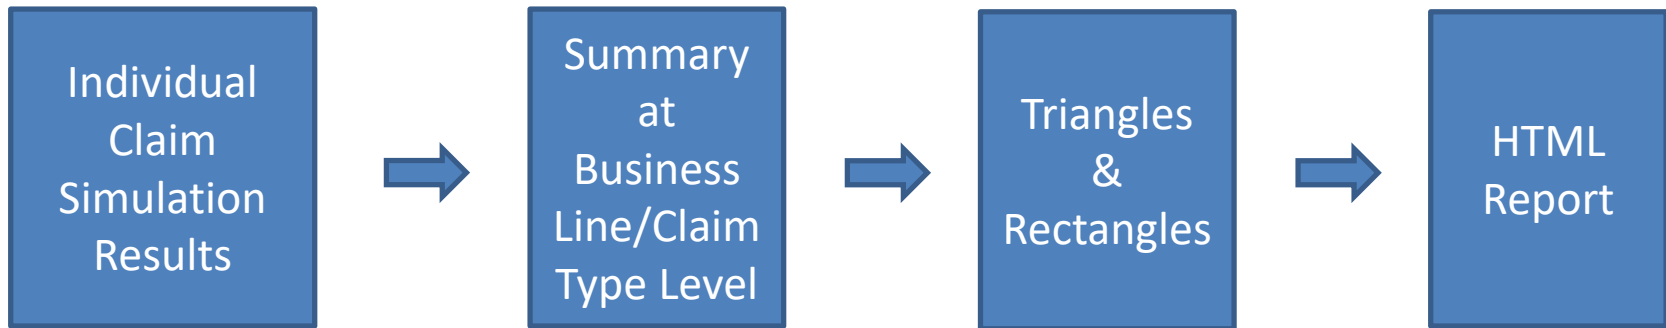 Individual
Claim
Simulation
Results
Summary
at
Business
Line/Claim
Type Level
Triangles
&
Rectangles
HTML
Report